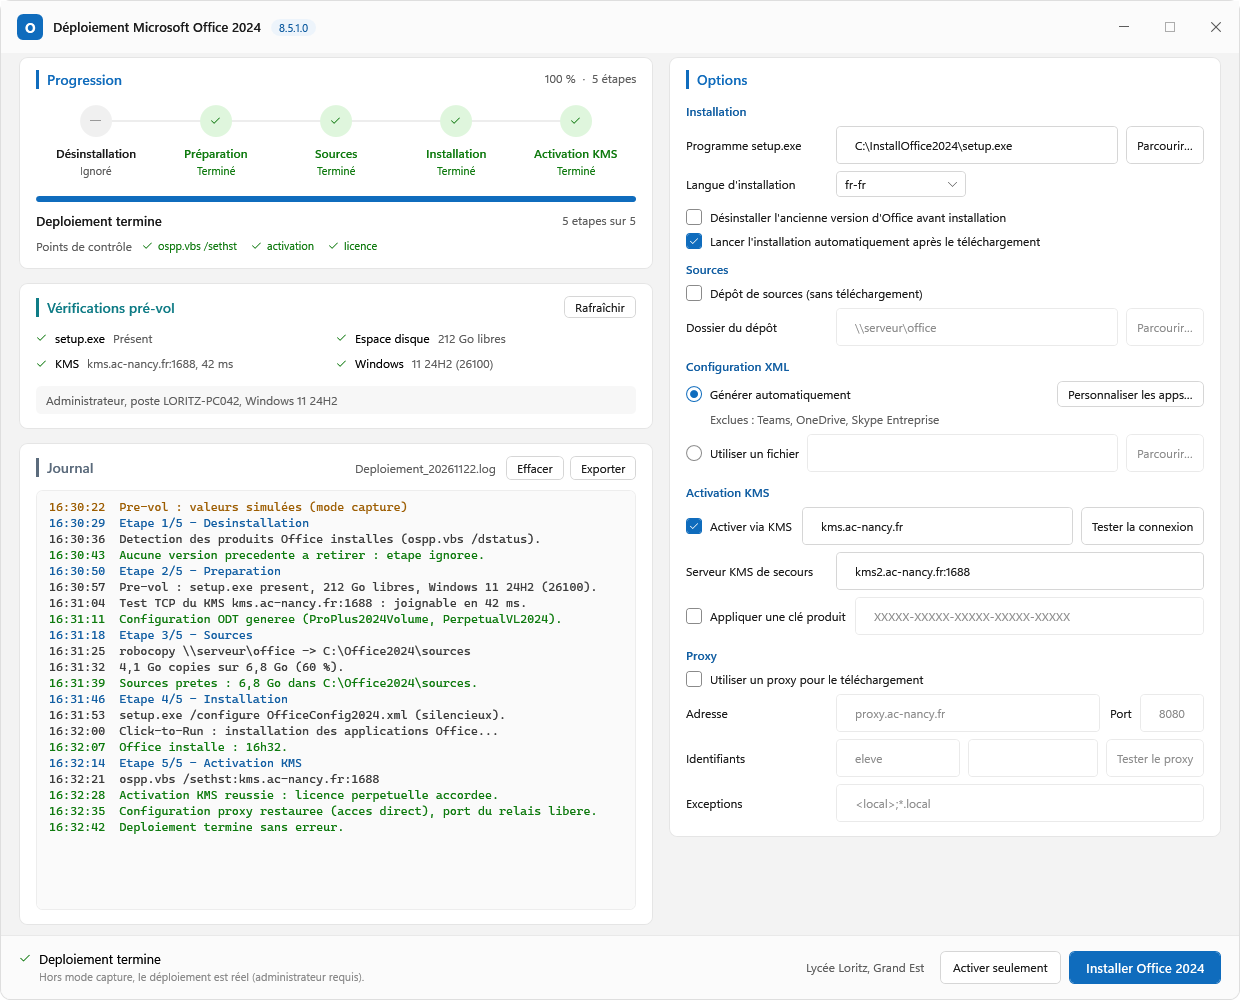 O Déploiement Microsoft Office 2024 8.5.1.0
Progression 100 % · 5 étapes
Désinstallation Préparation Sources Installation Activation KMS
Ignoré Terminé Terminé Terminé Terminé
Deploiement termine 5 etapes sur 5
Points de contrôle ospp.vbs /sethst activation licence
Vérifications pré-vol Rafraîchir
setup.exe Présent Espace disque 212 Go libres
KMS kms.ac-nancy.fr:1688, 42 ms Windows 11 24H2 (26100)
Administrateur, poste LORITZ-PC042, Windows 11 24H2
Journal Deploiement_20261122.log Effacer Exporter
16:30:22 Pre-vol : valeurs simulées (mode capture)
16:30:29 Etape 1/5 - Desinstallation
16:30:36 Detection des produits Office installes (ospp.vbs /dstatus).
16:30:43 Aucune version precedente a retirer : etape ignoree.
16:30:50 Etape 2/5 - Preparation
16:30:57 Pre-vol : setup.exe present, 212 Go libres, Windows 11 24H2 (26100).
16:31:04 Test TCP du KMS kms.ac-nancy.fr:1688 : joignable en 42 ms.
16:31:11 Configuration ODT generee (ProPlus2024Volume, PerpetualVL2024).
16:31:18 Etape 3/5 - Sources
16:31:25 robocopy \\serveur\office -> C:\Office2024\sources
16:31:32 4,1 Go copies sur 6,8 Go (60 %).
16:31:39 Sources pretes : 6,8 Go dans C:\Office2024\sources.
16:31:46 Etape 4/5 - Installation
16:31:53 setup.exe /configure OfficeConfig2024.xml (silencieux).
16:32:00 Click-to-Run : installation des applications Office...
16:32:07 Office installe : 16h32.
16:32:14 Etape 5/5 - Activation KMS
16:32:21 ospp.vbs /sethst:kms.ac-nancy.fr:1688
16:32:28 Activation KMS reussie : licence perpetuelle accordee.
16:32:35 Configuration proxy restauree (acces direct), port du relais libere.
16:32:42 Deploiement termine sans erreur.
Options
Installation
Programme setup.exe C:\InstallOffice2024\setup.exe Parcourir...
Langue d'installation fr-fr
Désinstaller l'ancienne version d'Office avant installation
Lancer l'installation automatiquement après le téléchargement
Sources
Dépôt de sources (sans téléchargement)
Dossier du dépôt \\serveur\office Parcourir...
Configuration XML
Générer automatiquement Personnaliser les apps...
Exclues : Teams, OneDrive, Skype Entreprise
Utiliser un fichier Parcourir...
Activation KMS
Activer via KMS kms.ac-nancy.fr Tester la connexion
Serveur KMS de secours kms2.ac-nancy.fr:1688
Appliquer une clé produit XXXXX-XXXXX-XXXXX-XXXXX-XXXXX
Proxy
Utiliser un proxy pour le téléchargement
Adresse proxy.ac-nancy.fr Port 8080
Identifiants eleve Tester le proxy
Exceptions <local>;*.local
Deploiement termine
Hors mode capture, le déploiement est réel (administrateur requis).
Lycée Loritz, Grand Est Activer seulement Installer Office 2024